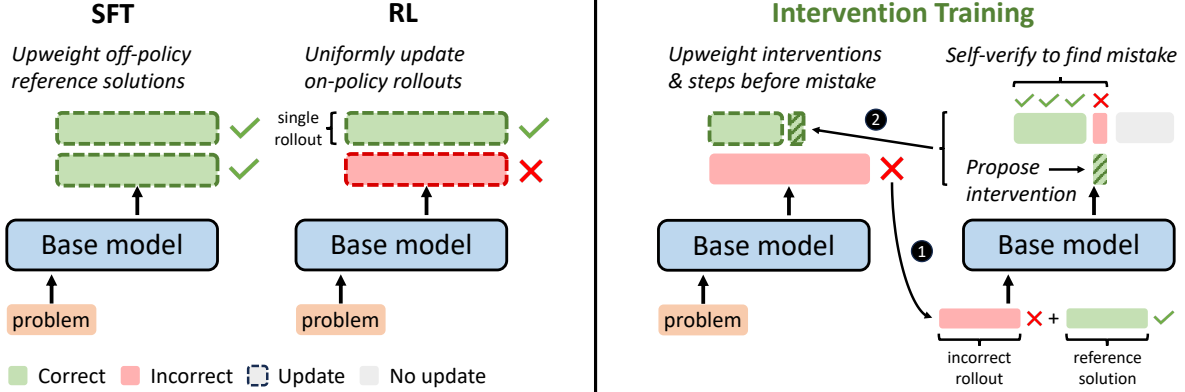 SFT
Upweight off-policy
reference solutions
Base model
problem
RL
Uniformly update
on-policy rollouts
single
rollout
Base model
problem
Correct
Incorrect
Update
No update
Intervention Training
Upweight interventions
& steps before mistake
Self-verify to find mistake
2
Propose
intervention
Base model
problem
1
Base model
+
incorrect
rollout
reference
solution